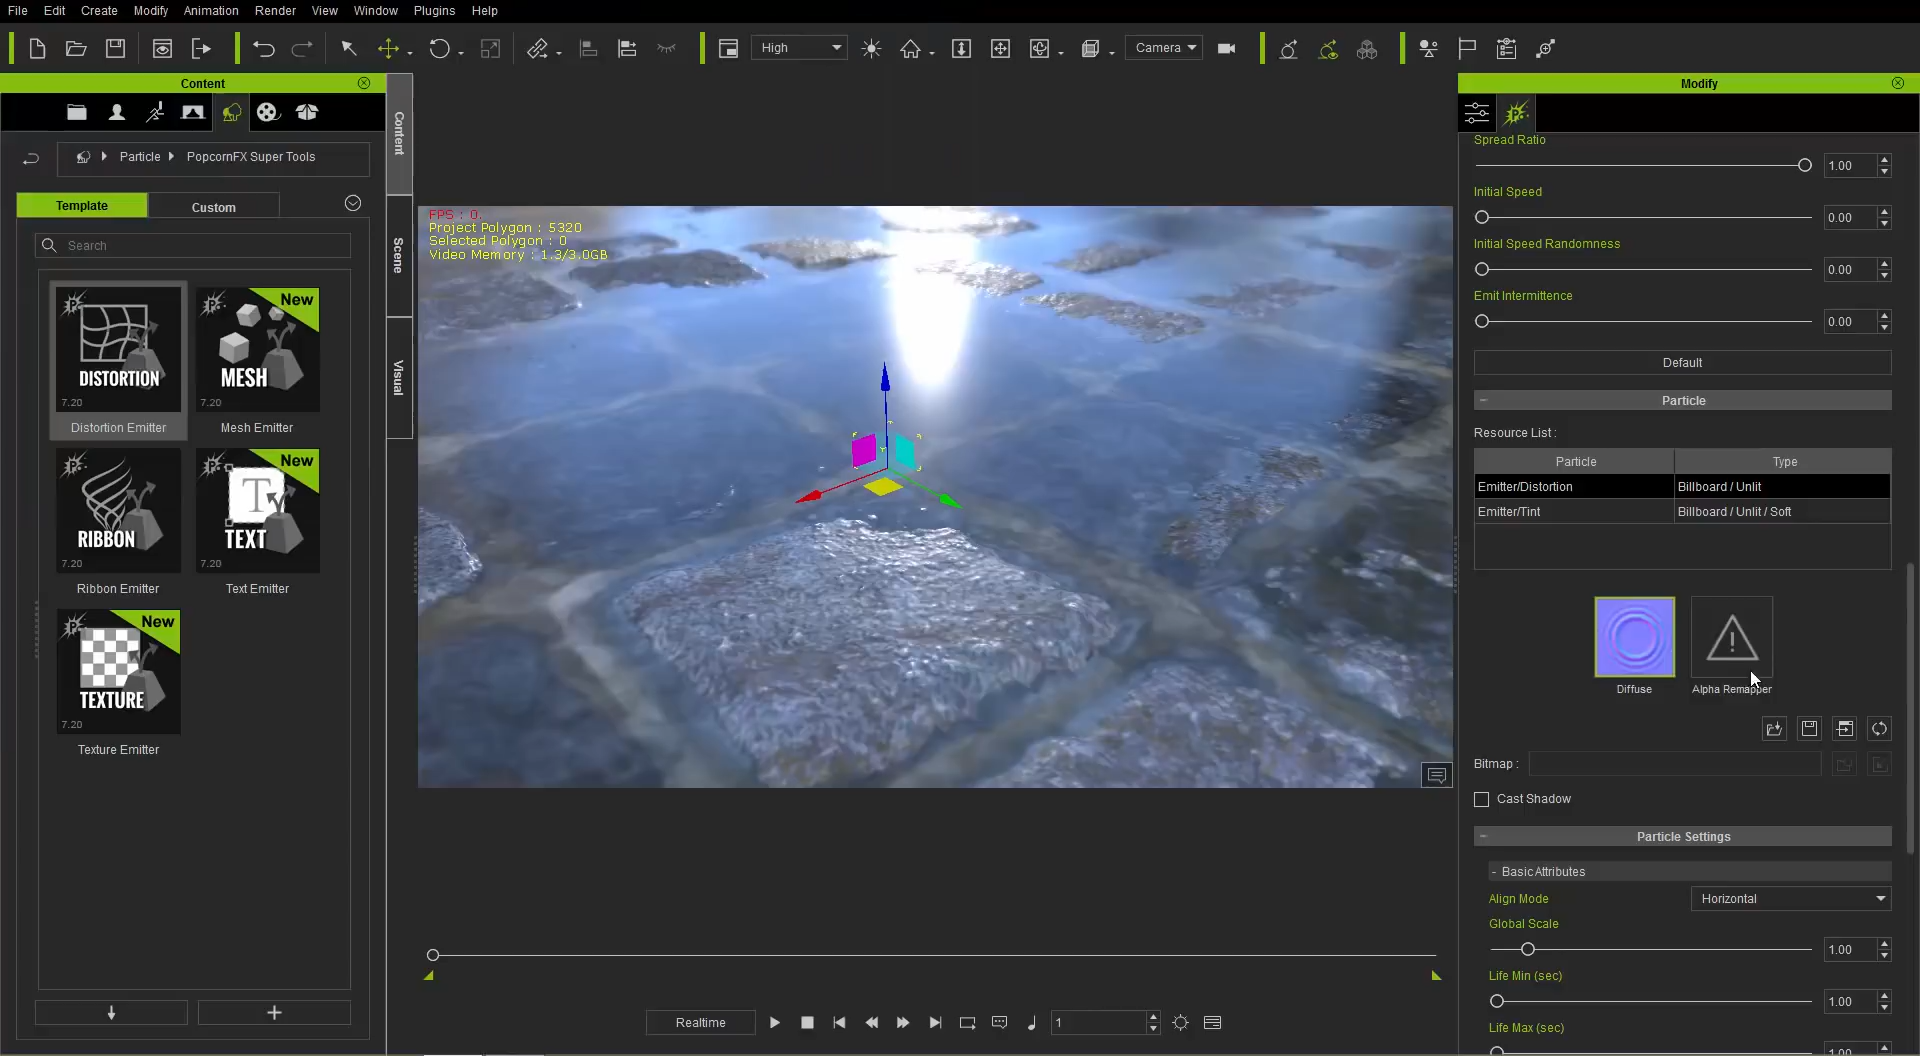 File Edit Create Modify Animation Render View Window Plugins Help
High
Camera
Content
Modify
Particle PopcornFX Super Tools
Template
Custom
Search
DISTORTION
7.20
Distortion Emitter
New
MESH
7.20
Mesh Emitter
RIBBON
7.20
Ribbon Emitter
New
T
TEXT
7.20
Text Emitter
New
TEXTURE
7.20
Texture Emitter
Content
Scene
Visual
FPS : 0.
Project Polygon : 5320
Selected Polygon : 0
Video Memory : 1.3/3.0GB
Realtime
1
Spread Ratio
1.00
Initial Speed
0.00
Initial Speed Randomness
0.00
Emit Intermittence
0.00
Default
Particle
Resource List :
Particle Type
Emitter/Distortion Billboard / Unlit
Emitter/Tint Billboard / Unlit / Soft
Diffuse
Alpha Remapper
Bitmap :
Cast Shadow
Particle Settings
- Basic Attributes
Align Mode Horizontal
Global Scale
1.00
Life Min (sec)
1.00
Life Max (sec)
1.00